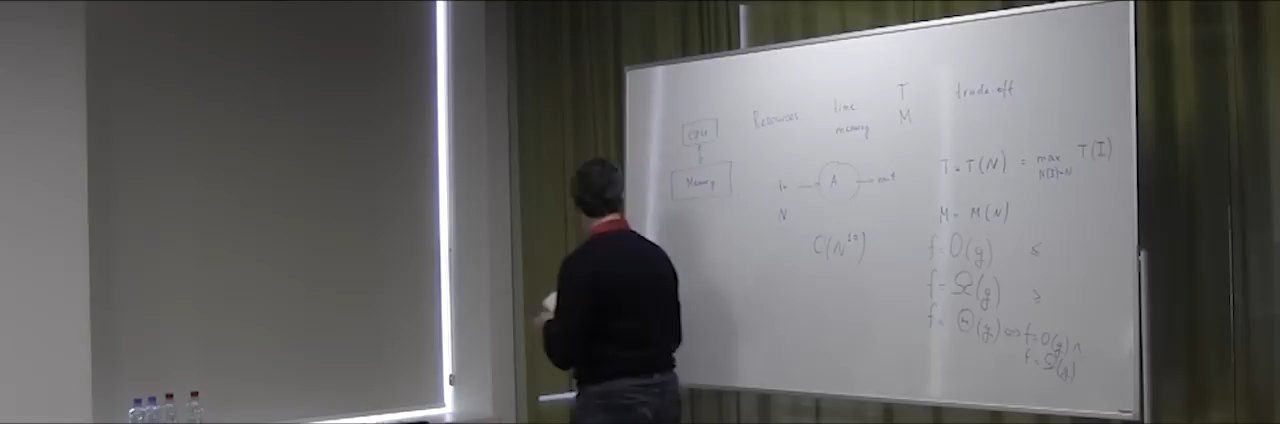 CPU
Memory
Resources time T trade-off
memory M
In → A → out
N
T = T(N) = max T(I)
N(I)=N
M = M(N)
O(N¹⁰)
f = O(g) ≤
f = Ω(g) ≥
f = Θ(g) ⇔ f = O(g) ∧
f = Ω(g)